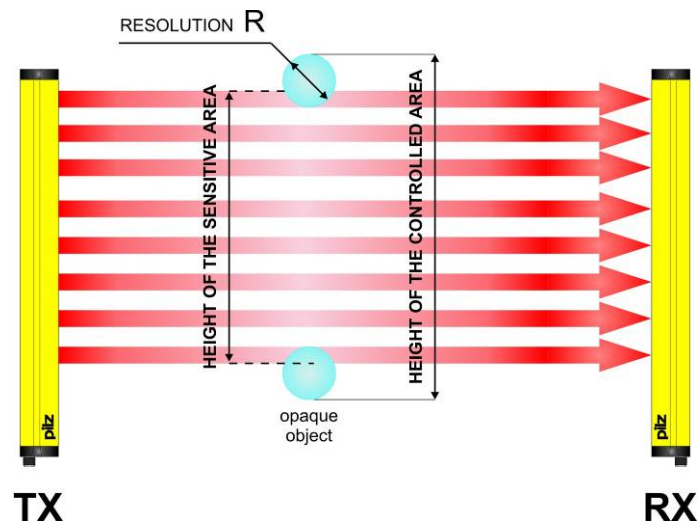 RESOLUTION R
HEIGHT OF THE SENSITIVE AREA
HEIGHT OF THE CONTROLLED AREA
opaque
object
pilz
pilz
TX
RX